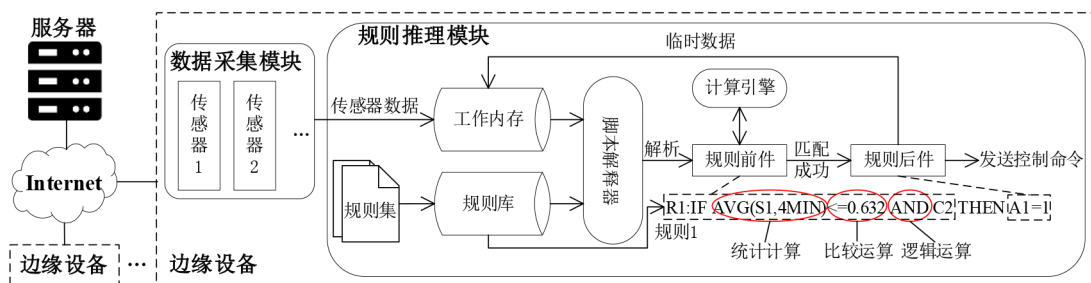 服务器
Internet
边缘设备
...
边缘设备
数据采集模块
传感器1
传感器2
...
规则推理模块
传感器数据
工作内存
规则集
规则库
脚本解释器
临时数据
计算引擎
解析
规则前件
匹配成功
规则后件
发送控制命令
R1:IF AVG(S1,4MIN)<=0.632 AND C2 THEN A1=1
规则1
统计计算
比较运算
逻辑运算